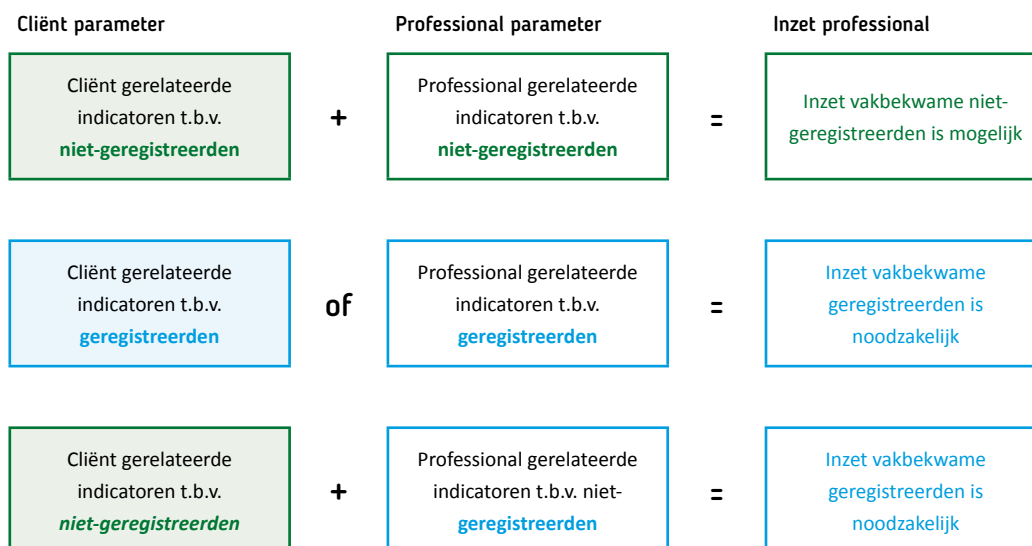 Cliënt parameter
Professional parameter
Inzet professional
Cliënt gerelateerde
indicatoren t.b.v.
niet-geregistreerden
+
Professional gerelateerde
indicatoren t.b.v.
niet-geregistreerden
=
Inzet vakbekwame niet-
geregistreerden is mogelijk
Cliënt gerelateerde
indicatoren t.b.v.
geregistreerden
of
Professional gerelateerde
indicatoren t.b.v.
geregistreerden
=
Inzet vakbekwame
geregistreerden is
noodzakelijk
Cliënt gerelateerde
indicatoren t.b.v.
niet-geregistreerden
+
Professional gerelateerde
indicatoren t.b.v. niet-
geregistreerden
=
Inzet vakbekwame
geregistreerden is
noodzakelijk